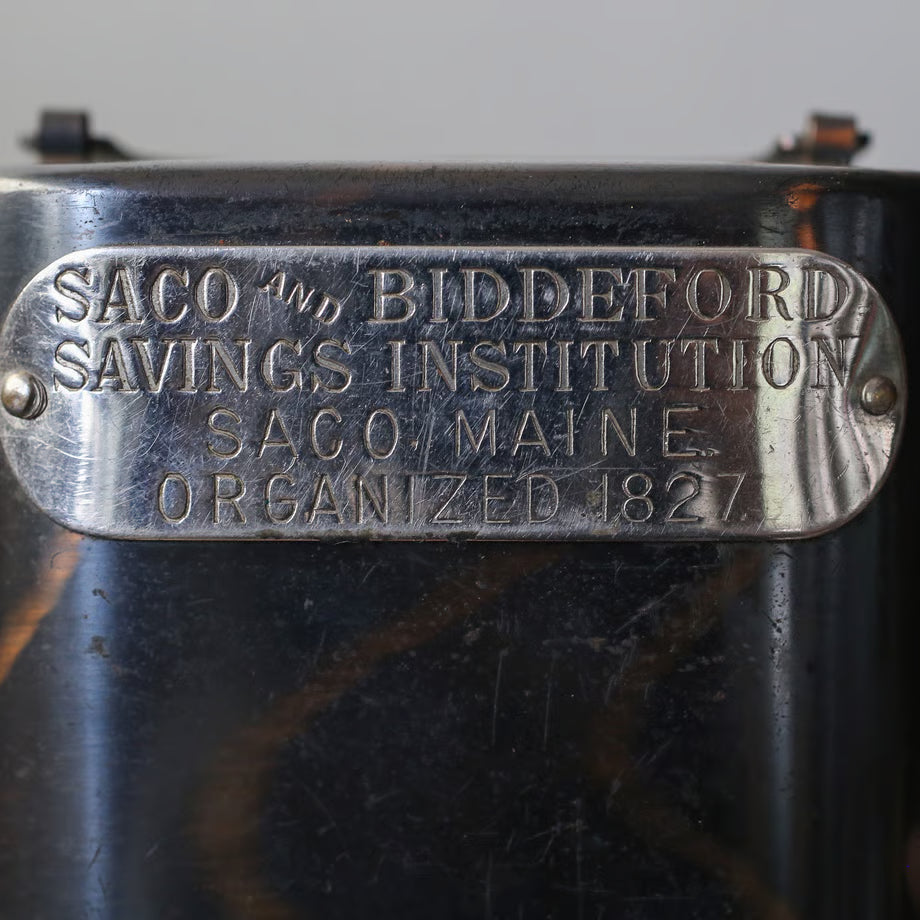 SACO AND BIDDEFORD
SAVINGS INSTITUTION
SACO. MAINE
ORGANIZED 1827.